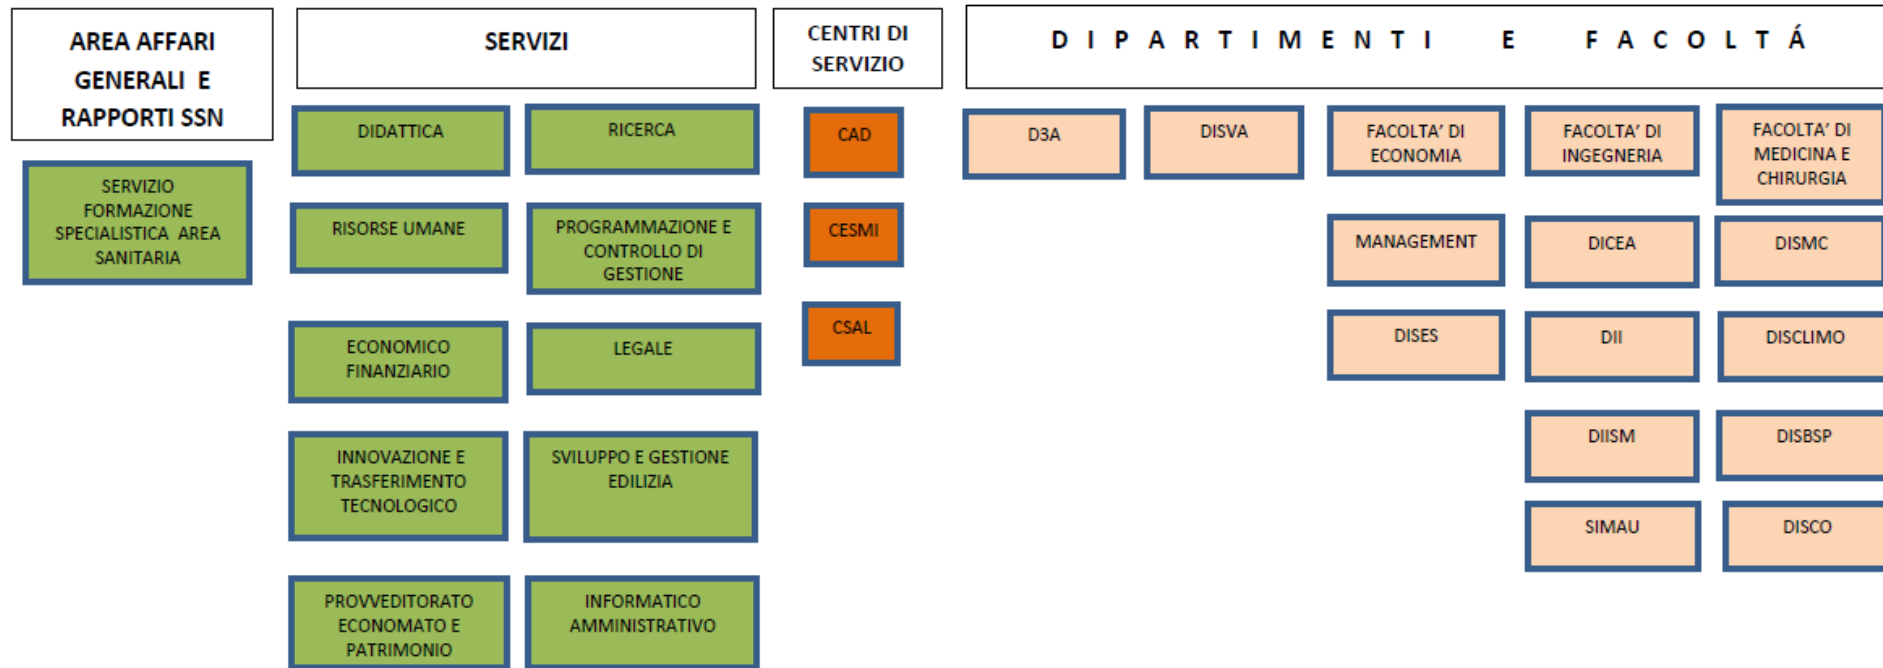 AREA AFFARI
GENERALI E
RAPPORTI SSN
SERVIZIO
FORMAZIONE
SPECIALISTICA AREA
SANITARIA
SERVIZI
DIDATTICA
RICERCA
RISORSE UMANE
PROGRAMMAZIONE E
CONTROLLO DI
GESTIONE
ECONOMICO
FINANZIARIO
LEGALE
INNOVAZIONE E
TRASFERIMENTO
TECNOLOGICO
SVILUPPO E GESTIONE
EDILIZIA
PROVVEDITORATO
ECONOMATO E
PATRIMONIO
INFORMATICO
AMMINISTRATIVO
CENTRI DI
SERVIZIO
CAD
CESMI
CSAL
DIPARTIMENTI E FACOLTÁ
D3A
DISVA
FACOLTA' DI
ECONOMIA
FACOLTA' DI
INGEGNERIA
FACOLTA' DI
MEDICINA E
CHIRURGIA
MANAGEMENT
DICEA
DISMC
DISES
DII
DISCLIMO
DIISM
DISBSP
SIMAU
DISCO